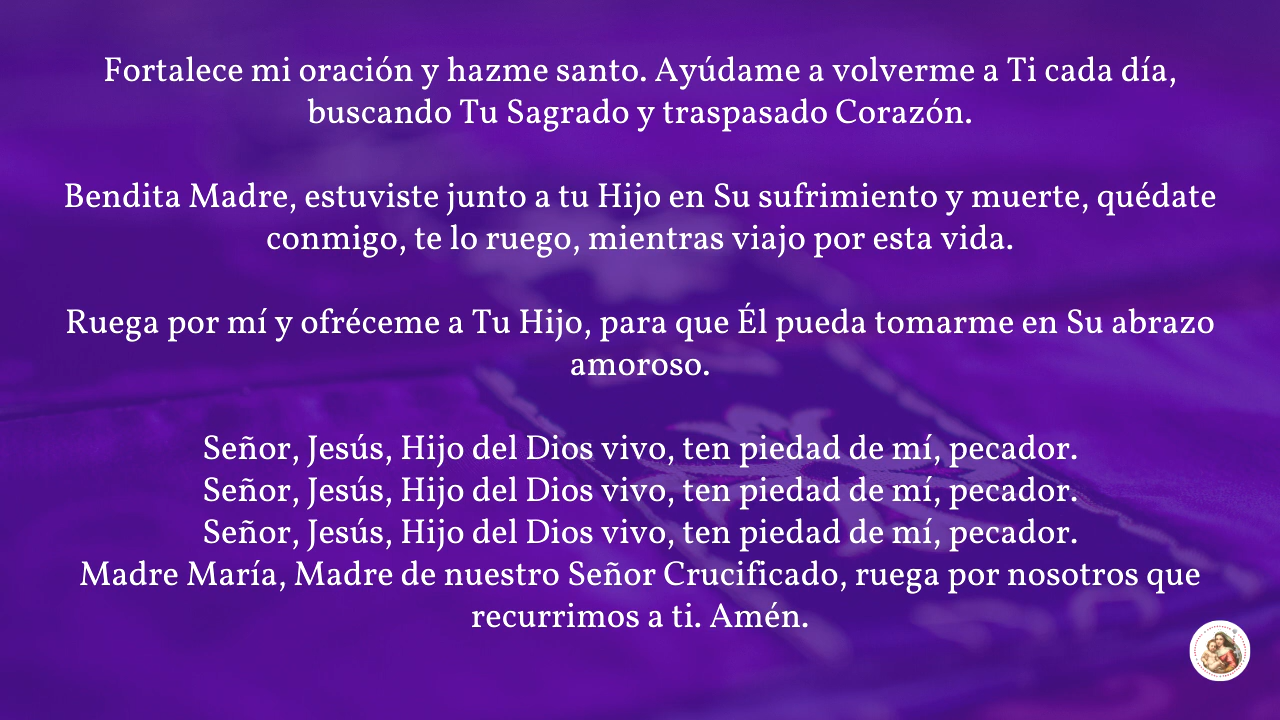 Fortalece mi oración y hazme santo. Ayúdame a volverme a Ti cada día,
buscando Tu Sagrado y traspasado Corazón.
Bendita Madre, estuviste junto a tu Hijo en Su sufrimiento y muerte, quédate
conmigo, te lo ruego, mientras viajo por esta vida.
Ruega por mí y ofréceme a Tu Hijo, para que Él pueda tomarme en Su abrazo
amoroso.
Señor, Jesús, Hijo del Dios vivo, ten piedad de mí, pecador.
Señor, Jesús, Hijo del Dios vivo, ten piedad de mí, pecador.
Señor, Jesús, Hijo del Dios vivo, ten piedad de mí, pecador.
Madre María, Madre de nuestro Señor Crucificado, ruega por nosotros que
recurrimos a ti. Amén.